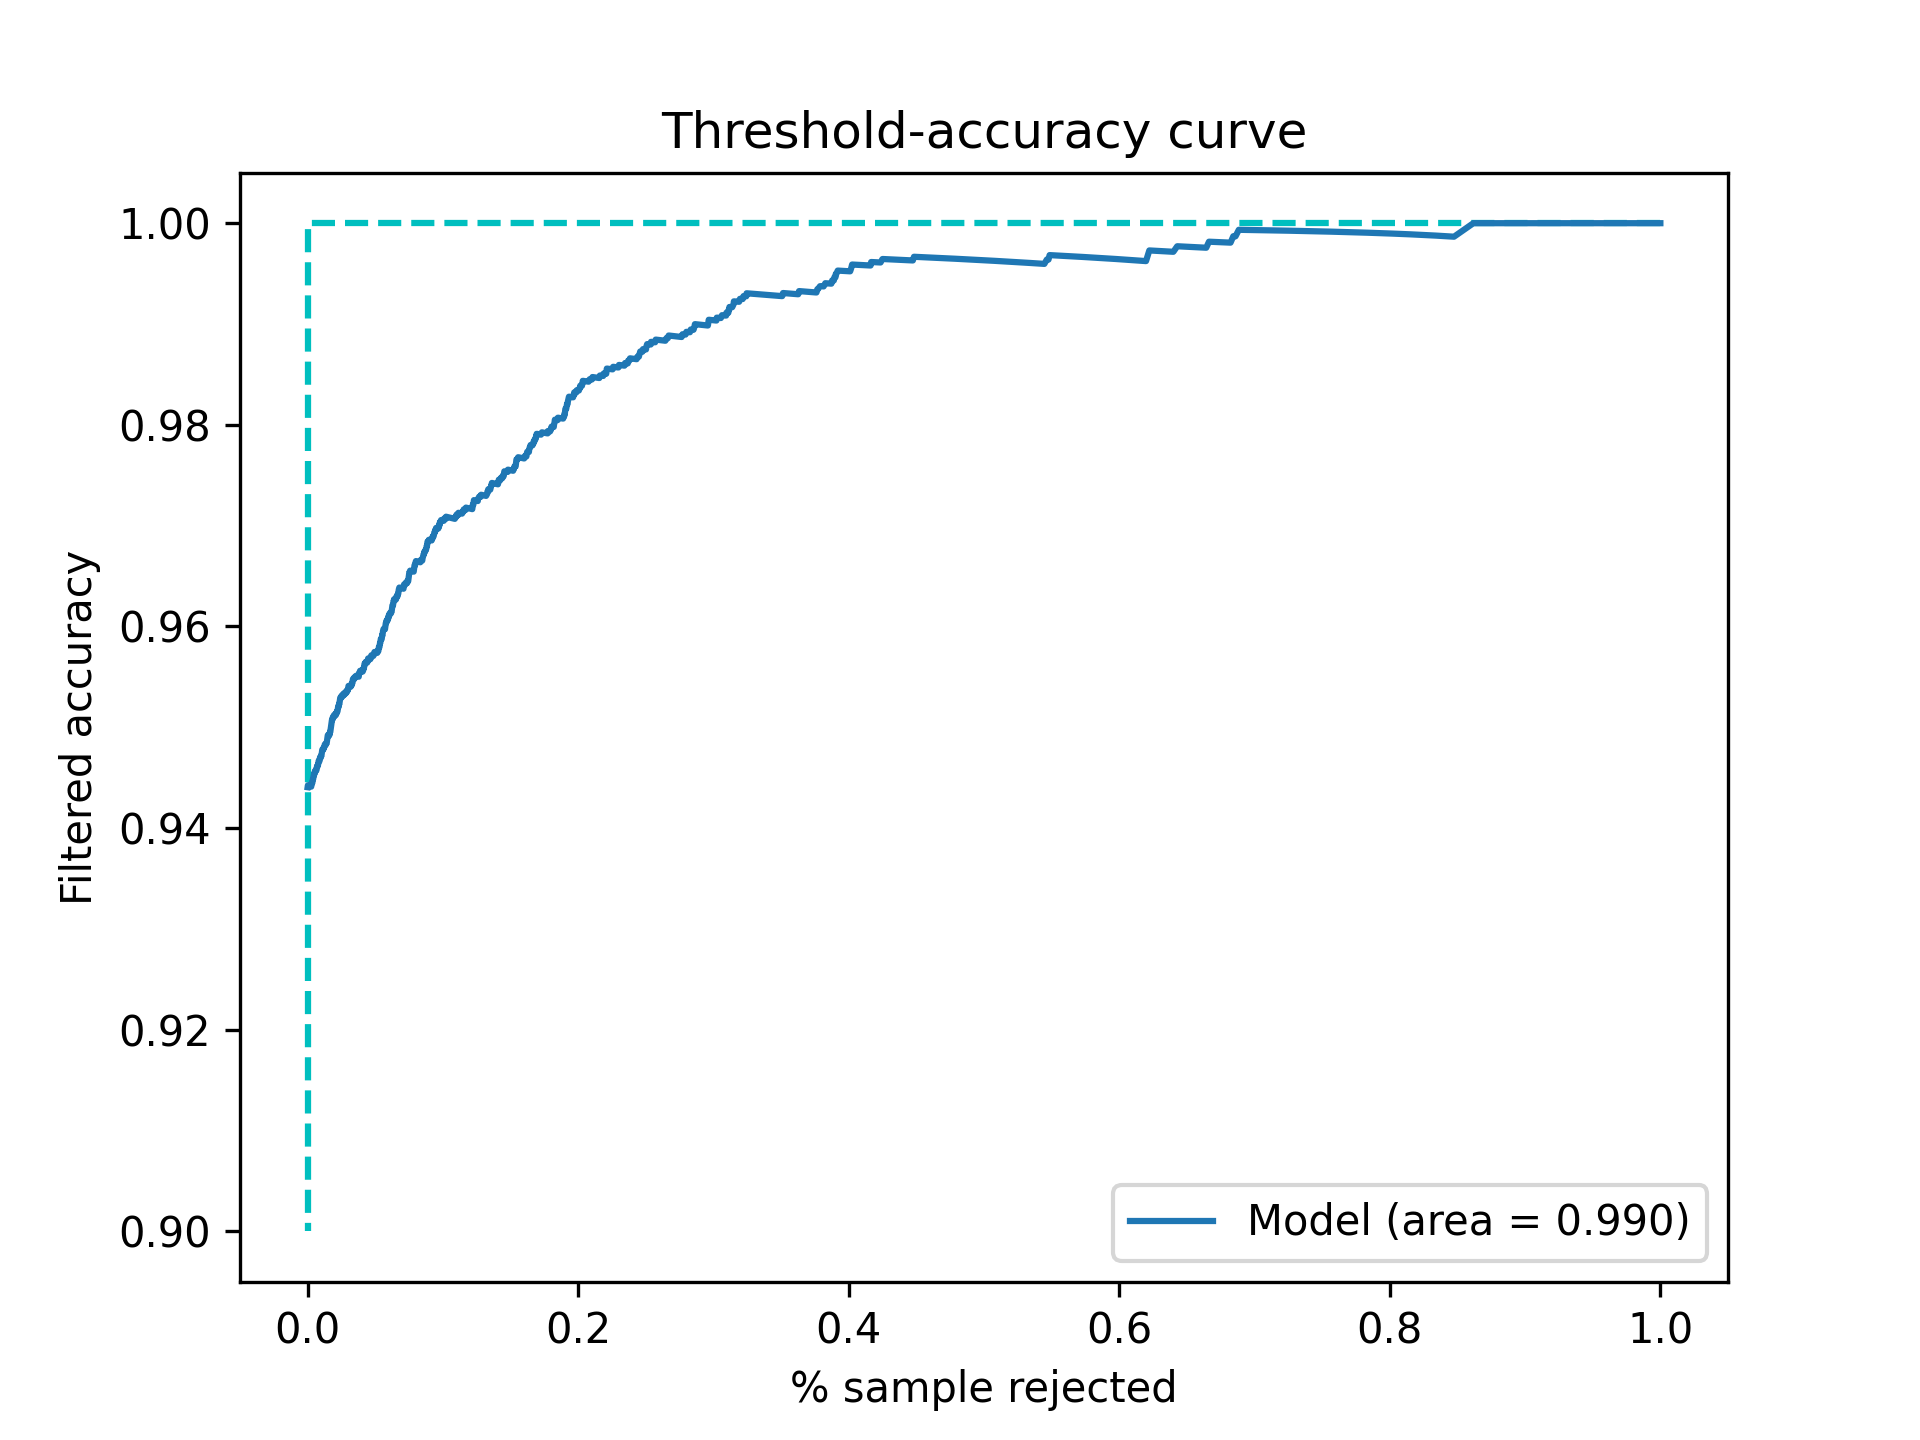 Threshold-accuracy curve
1.00
0.98
0.96
0.94
0.92
0.90
Filtered accuracy
Model (area = 0.990)
0.0 0.2 0.4 0.6 0.8 1.0
% sample rejected